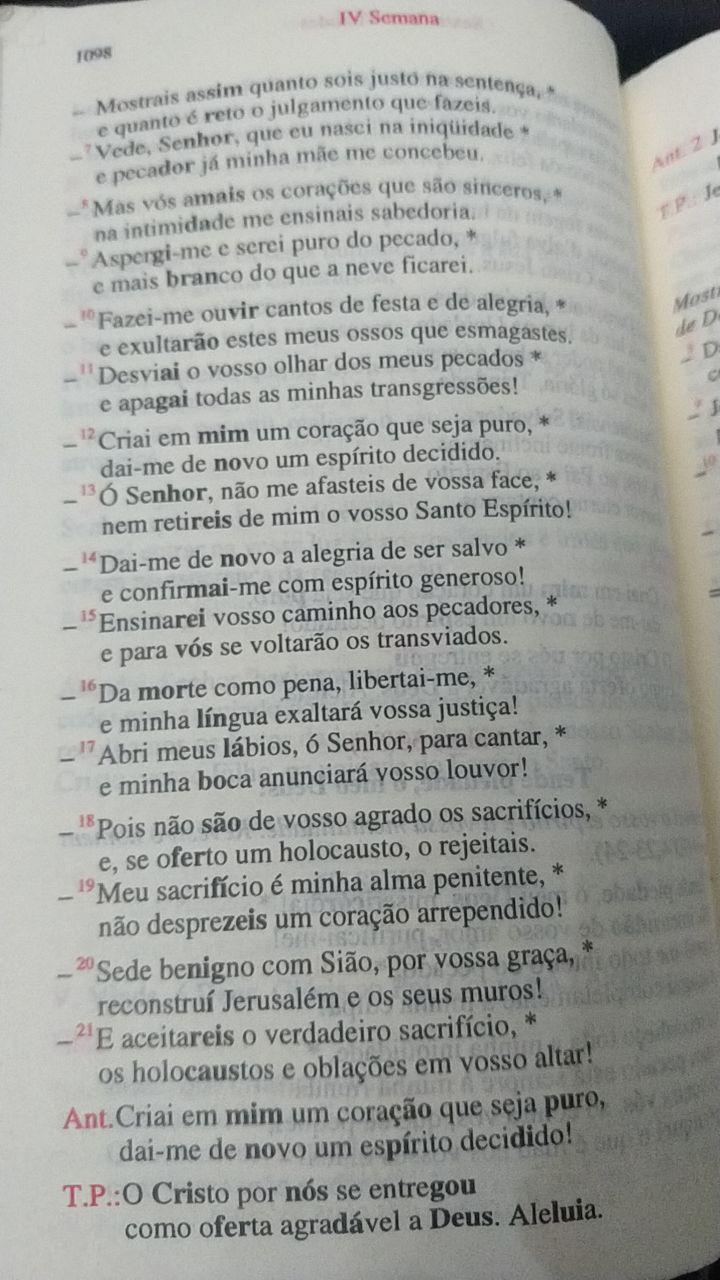 IV Semana
1098
– Mostrais assim quanto sois justo na sentença, *
e quanto é reto o julgamento que fazeis.
–7 Vede, Senhor, que eu nasci na iniqüidade *
e pecador já minha mãe me concebeu.
–8 Mas vós amais os corações que são sinceros, *
na intimidade me ensinais sabedoria.
–9 Aspergi-me e serei puro do pecado, *
e mais branco do que a neve ficarei.
–10 Fazei-me ouvir cantos de festa e de alegria, *
e exultarão estes meus ossos que esmagastes.
–11 Desviai o vosso olhar dos meus pecados *
e apagai todas as minhas transgressões!
–12 Criai em mim um coração que seja puro, *
dai-me de novo um espírito decidido.
–13 Ó Senhor, não me afasteis de vossa face, *
nem retireis de mim o vosso Santo Espírito!
–14 Dai-me de novo a alegria de ser salvo *
e confirmai-me com espírito generoso!
–15 Ensinarei vosso caminho aos pecadores, *
e para vós se voltarão os transviados.
–16 Da morte como pena, libertai-me, *
e minha língua exaltará vossa justiça!
–17 Abri meus lábios, ó Senhor, para cantar, *
e minha boca anunciará vosso louvor!
–18 Pois não são de vosso agrado os sacrifícios, *
e, se oferto um holocausto, o rejeitais.
–19 Meu sacrifício é minha alma penitente, *
não desprezeis um coração arrependido!
–20 Sede benigno com Sião, por vossa graça, *
reconstruí Jerusalém e os seus muros!
–21 E aceitareis o verdadeiro sacrifício, *
os holocaustos e oblações em vosso altar!
Ant. Criai em mim um coração que seja puro,
dai-me de novo um espírito decidido!
T.P.: O Cristo por nós se entregou
como oferta agradável a Deus. Aleluia.
Ant. 2
T.P.: Je
de D